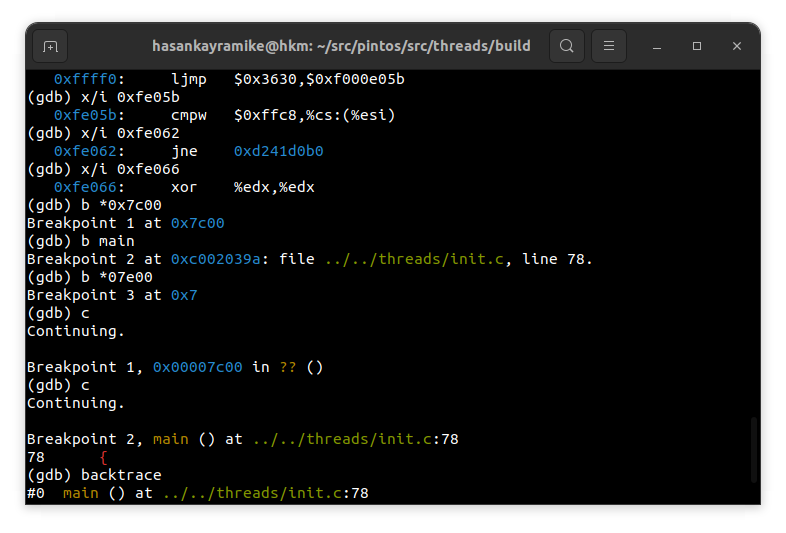 hasankayramike@hkm: ~/src/pintos/src/threads/build
0xffff0: ljmp $0x3630,$0xf000e05b
(gdb) x/i 0xfe05b
0xfe05b: cmpw $0xffc8,%cs:(%esi)
(gdb) x/i 0xfe062
0xfe062: jne 0xd241d0b0
(gdb) x/i 0xfe066
0xfe066: xor %edx,%edx
(gdb) b *0x7c00
Breakpoint 1 at 0x7c00
(gdb) b main
Breakpoint 2 at 0xc002039a: file ../../threads/init.c, line 78.
(gdb) b *07e00
Breakpoint 3 at 0x7
(gdb) c
Continuing.
Breakpoint 1, 0x00007c00 in ?? ()
(gdb) c
Continuing.
Breakpoint 2, main () at ../../threads/init.c:78
78 {
(gdb) backtrace
#0 main () at ../../threads/init.c:78